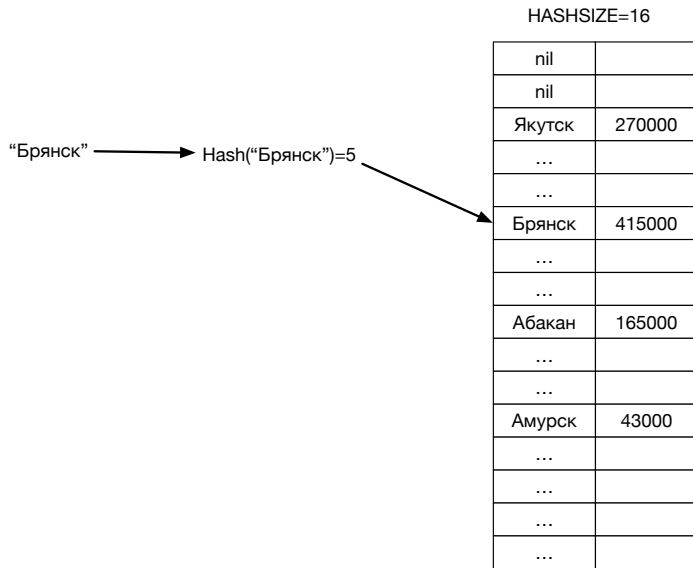 HASHSIZE=16
nil
nil
Якутск 270000
...
“Брянск” Hash(“Брянск”)=5
...
Брянск 415000
...
...
Абакан 165000
...
...
Амурск 43000
...
...
...
...